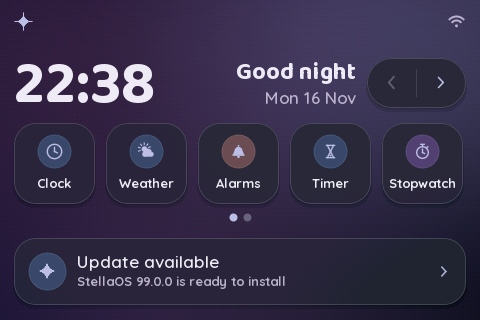 22:38
Good night
Mon 16 Nov
Clock
Weather
Alarms
Timer
Stopwatch
Update available
StellaOS 99.0.0 is ready to install